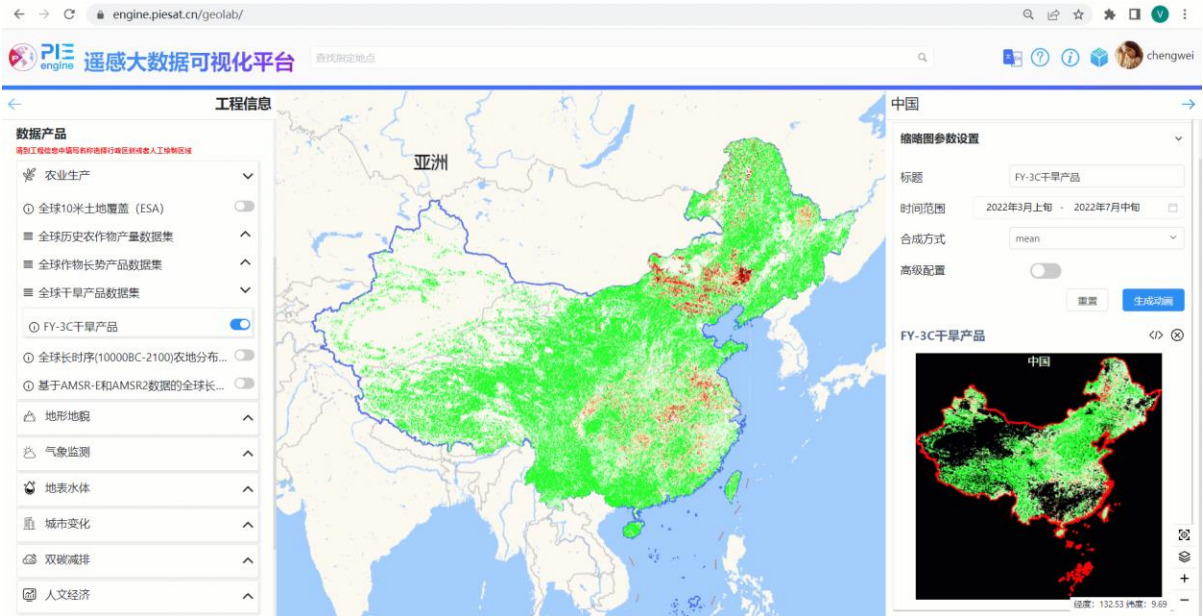 engine.piesat.cn/geolab/
V
PIE
engine
遥感大数据可视化平台
查找指定地点
chengwei
工程信息
数据产品
请到工程信息中填写名称选择行政区划或者人工绘制区域
农业生产
全球10米土地覆盖（ESA）
全球历史农作物产量数据集
全球作物长势产品数据集
全球干旱产品数据集
FY-3C干旱产品
全球长时序(10000BC-2100)农地分布...
基于AMSR-E和AMSR2数据的全球长...
地形地貌
气象监测
地表水体
城市变化
双碳减排
人文经济
亚洲
中国
缩略图参数设置
标题
FY-3C干旱产品
时间范围
2022年3月上旬 - 2022年7月中旬
合成方式
mean
高级配置
重置
生成动画
FY-3C干旱产品
中国
经度：132.53 纬度：9.69